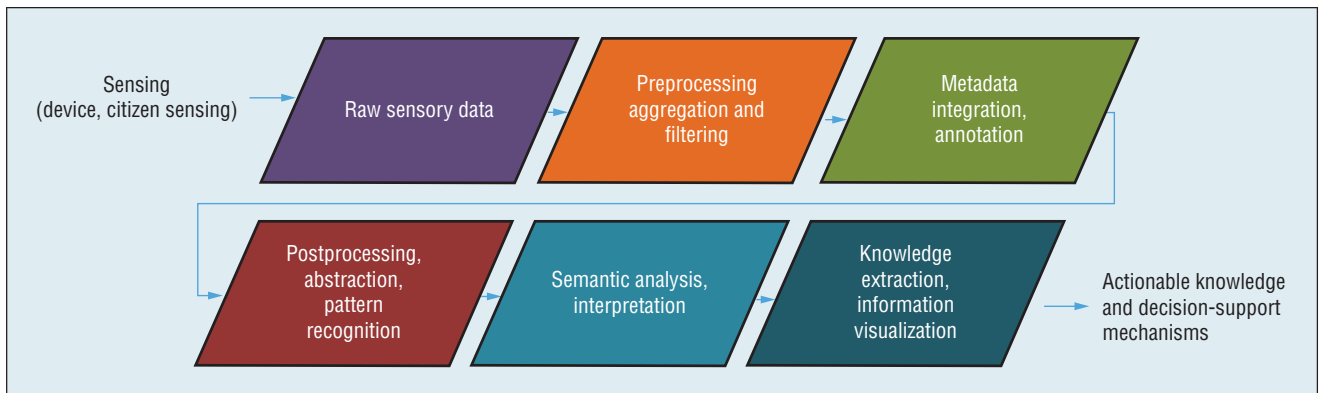 Sensing
(device, citizen sensing)
Raw sensory data
Preprocessing
aggregation and
filtering
Metadata
integration,
annotation
Postprocessing,
abstraction,
pattern
recognition
Semantic analysis,
interpretation
Knowledge
extraction,
information
visualization
Actionable knowledge
and decision-support
mechanisms